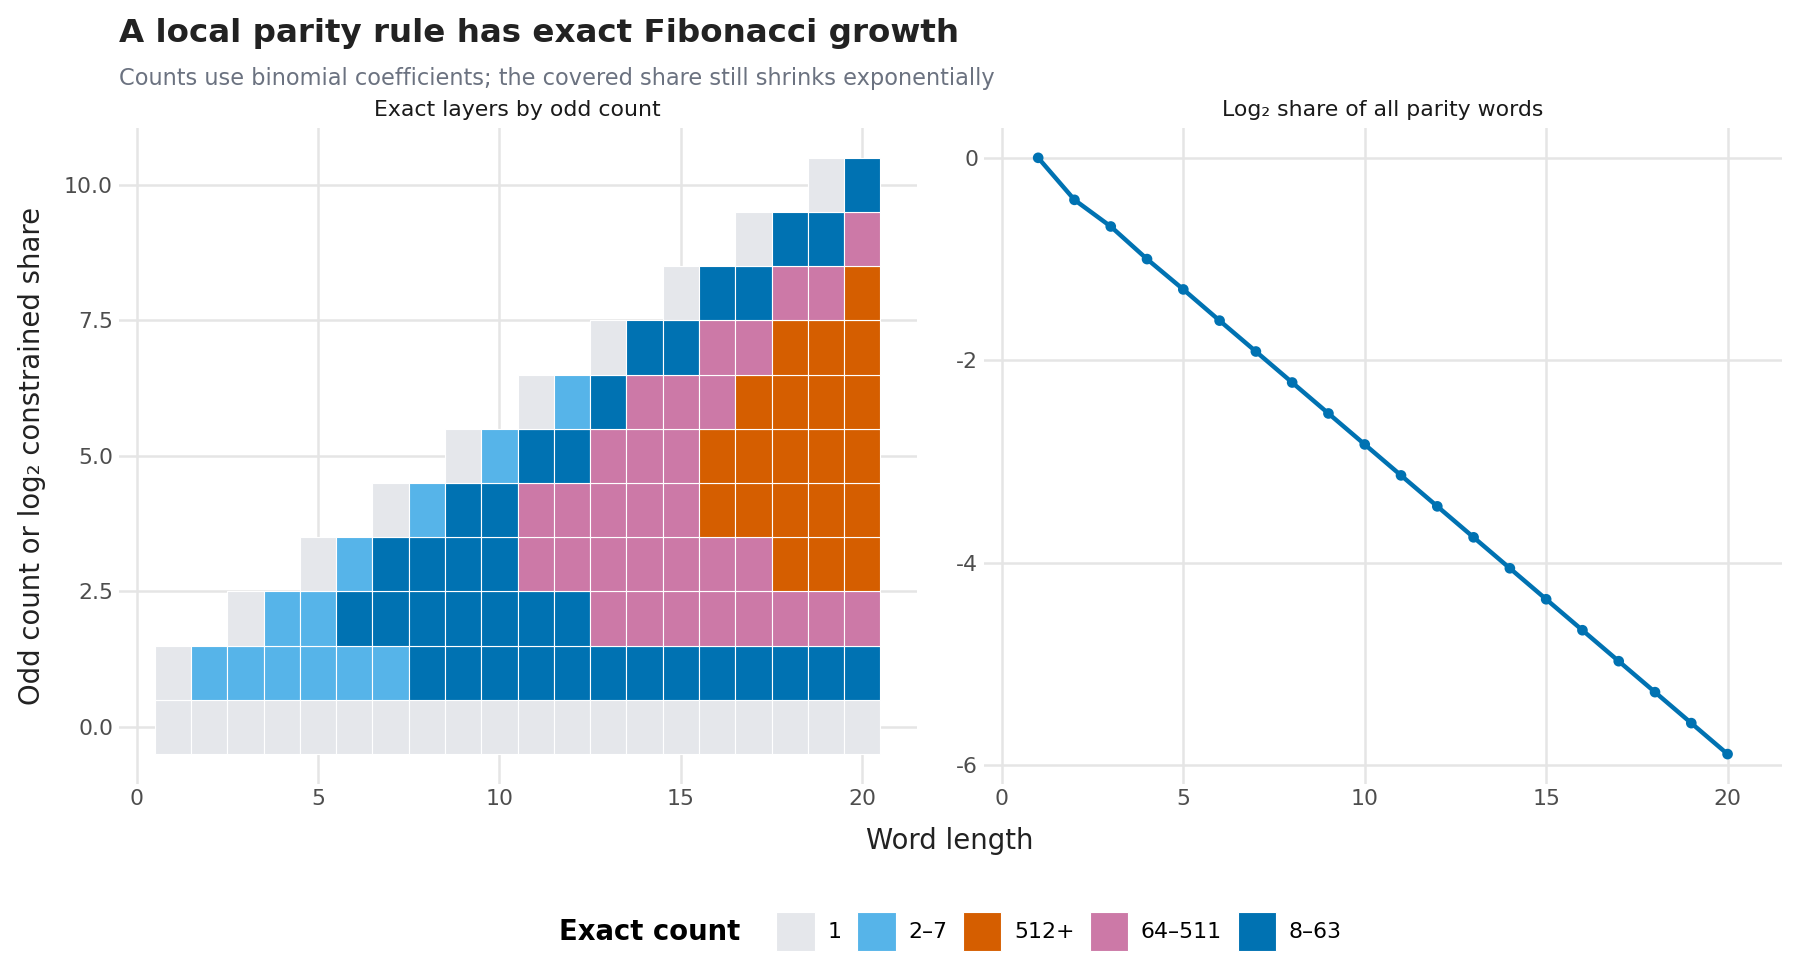 A local parity rule has exact Fibonacci growth
Counts use binomial coefficients; the covered share still shrinks exponentially
Exact layers by odd count
Log₂ share of all parity words
Odd count or log₂ constrained share
10.0
7.5
5.0
2.5
0.0
0 5 10 15 20
0
-2
-4
-6
0 5 10 15 20
Word length
Exact count 1 2–7 512+ 64–511 8–63